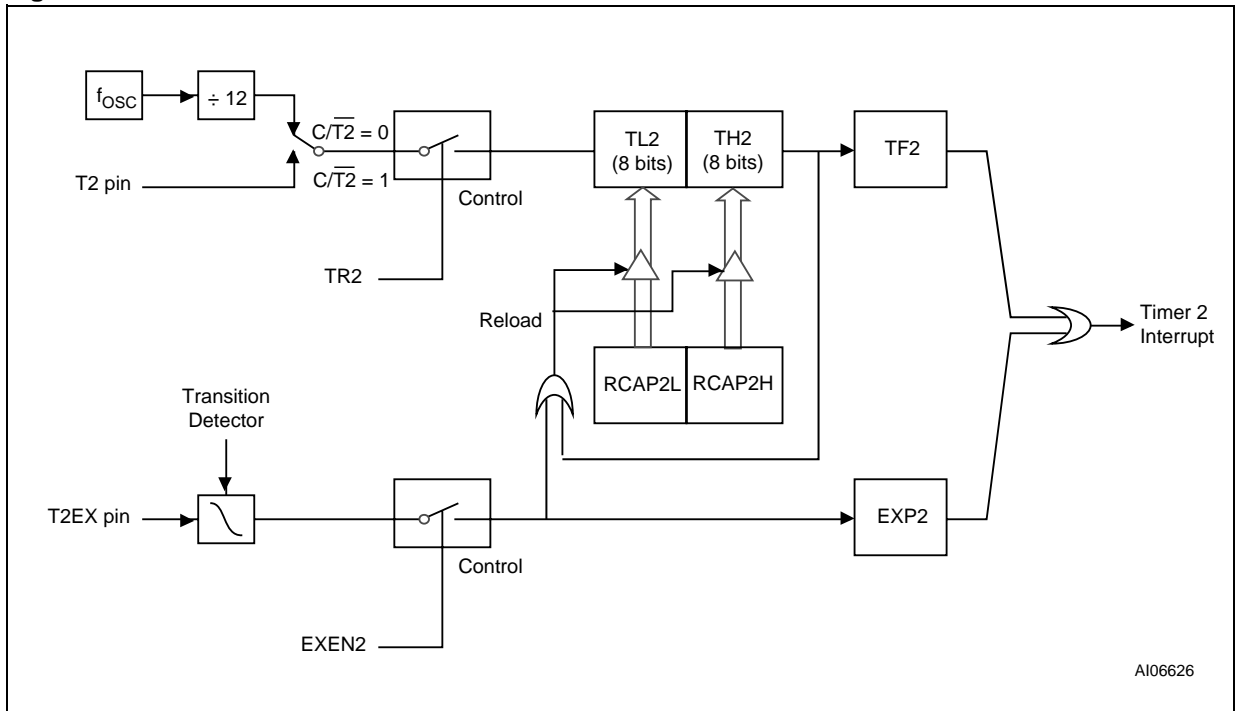 fOSC
÷ 12
C/T2 = 0
C/T2 = 1
T2 pin
Control
TR2
TL2
(8 bits)
TH2
(8 bits)
TF2
Reload
RCAP2L
RCAP2H
Timer 2
Interrupt
Transition
Detector
T2EX pin
Control
EXEN2
EXP2
AI06626